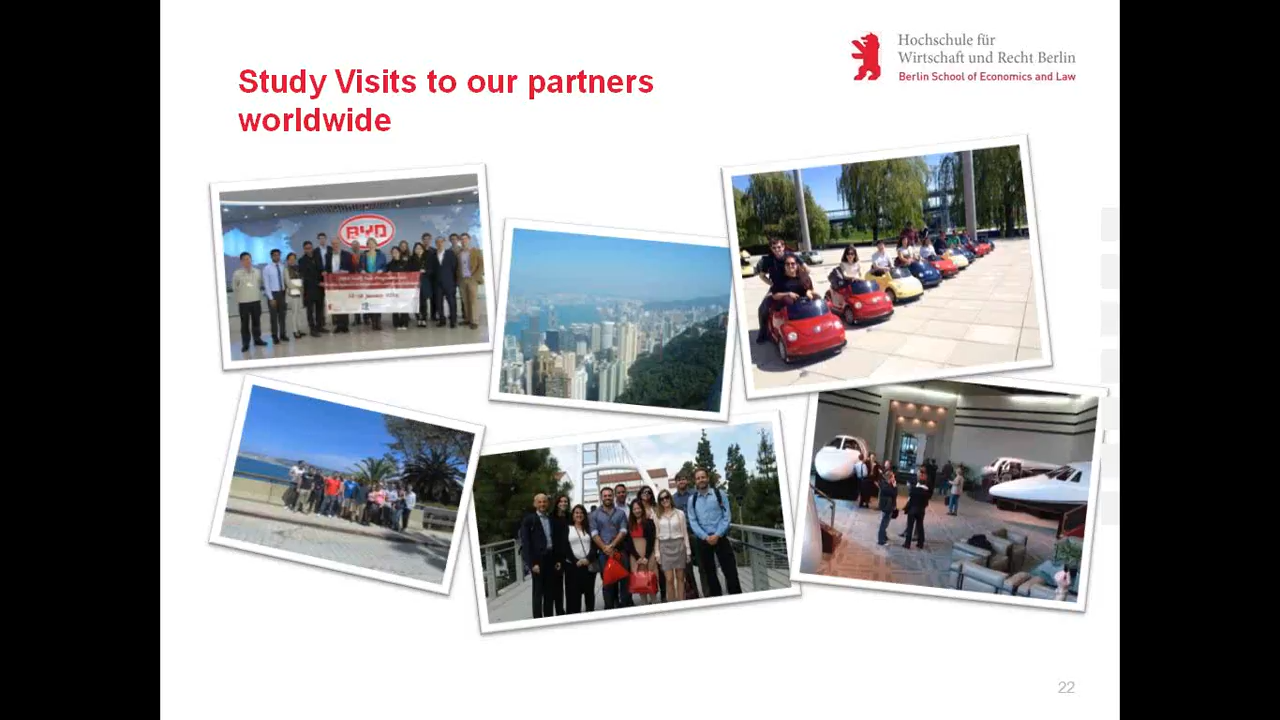 Study Visits to our partners
worldwide
Hochschule für
Wirtschaft und Recht Berlin
Berlin School of Economics and Law
BYD
22